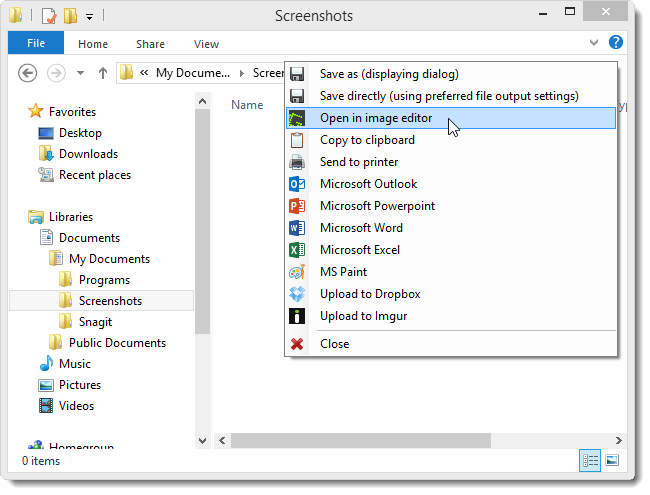 Screenshots
File Home Share View
« My Docume... Screen
Name
Favorites
Desktop
Downloads
Recent places
Libraries
Documents
My Documents
Programs
Screenshots
Snagit
Public Documents
Music
Pictures
Videos
Homegroup
0 items
Save as (displaying dialog)
Save directly (using preferred file output settings)
Open in image editor
Copy to clipboard
Send to printer
Microsoft Outlook
Microsoft Powerpoint
Microsoft Word
Microsoft Excel
MS Paint
Upload to Dropbox
Upload to Imgur
Close